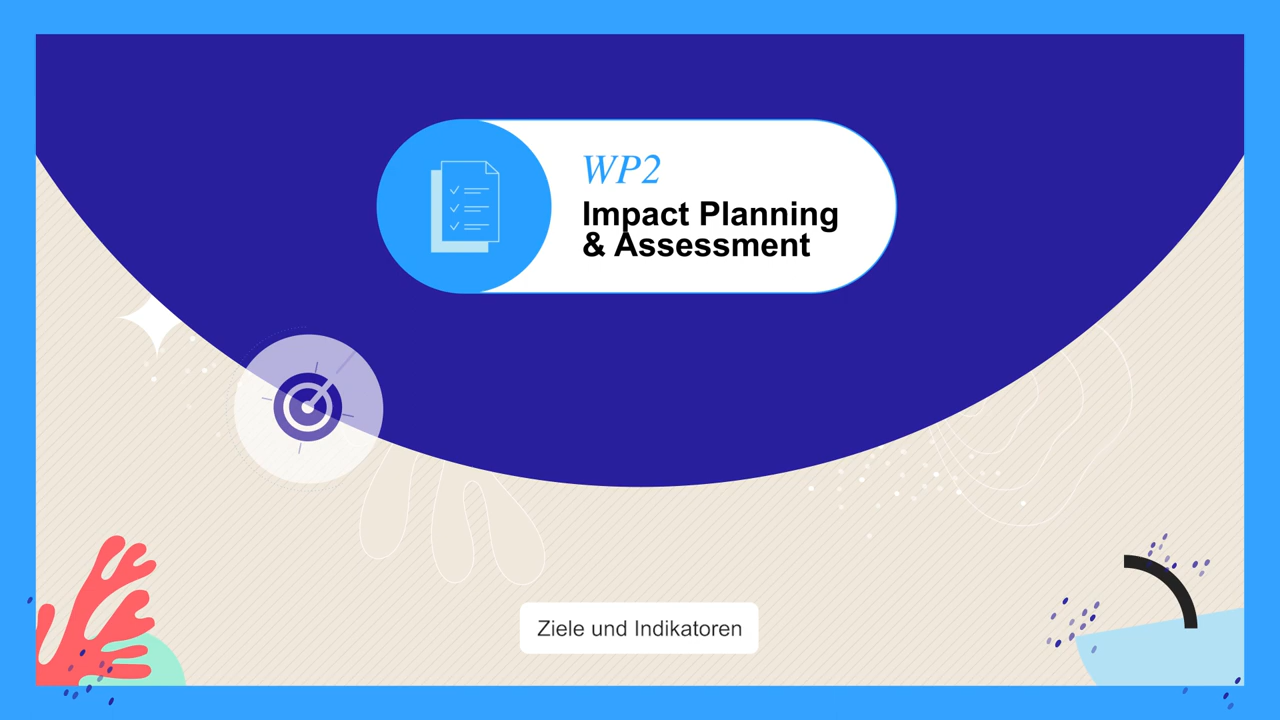 WP2
Impact Planning
& Assessment
Ziele und Indikatoren